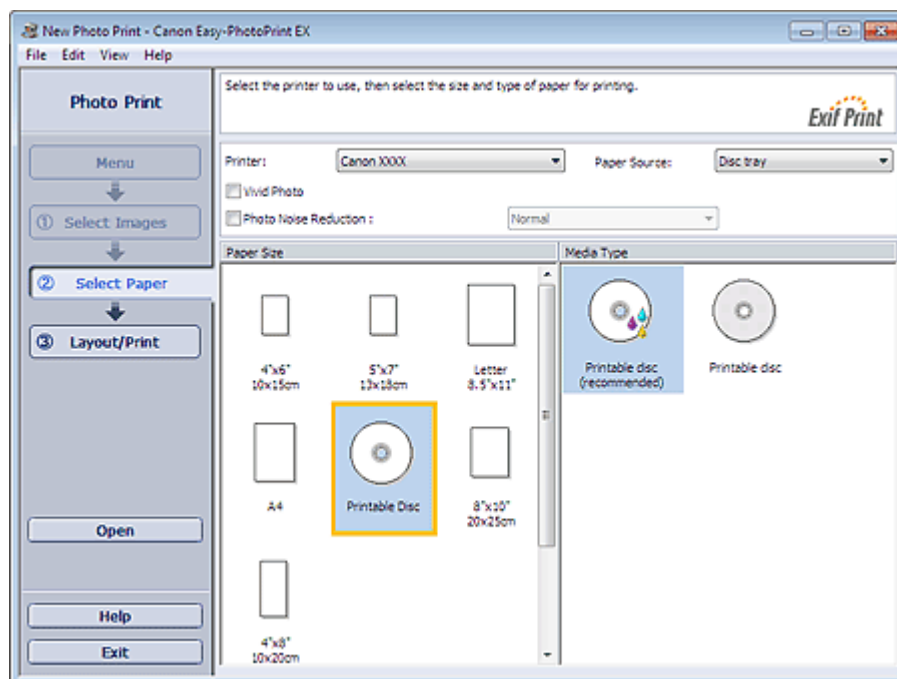 New Photo Print - Canon Easy-PhotoPrint EX
File Edit View Help
Photo Print
Select the printer to use, then select the size and type of paper for printing.
Exif Print
Menu
Printer: Canon XXXX Paper Source: Disc tray
Vivid Photo
① Select Images
Photo Noise Reduction : Normal
Paper Size Media Type
② Select Paper
③ Layout/Print
4"x6" 5"x7" Letter
10x15cm 13x18cm 8.5"x11"
Printable disc Printable disc
(recommended)
A4 Printable Disc 8"x10"
20x25cm
Open
4"x8"
10x20cm
Help
Exit